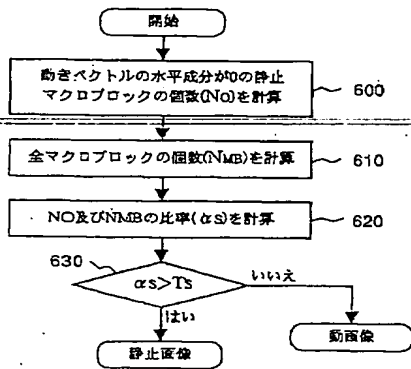 開始
動きベクトルの水平成分が0の静止
マクロブロックの個数(No)を計算
600
全マクロブロックの個数(NMB)を計算
610
NO及びNMBの比率(αs)を計算
620
630
αs>Ts
いいえ
はい
静止画像
動画像